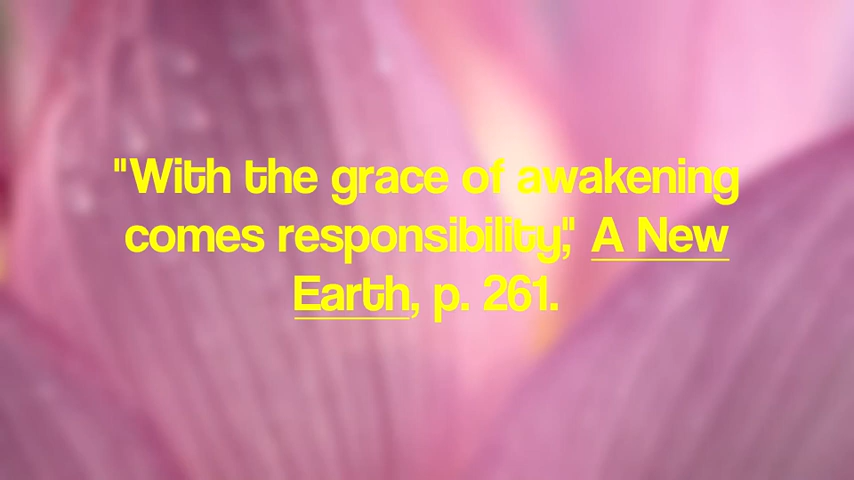 "With the grace of awakening
comes responsibility," A New
Earth, p. 261.